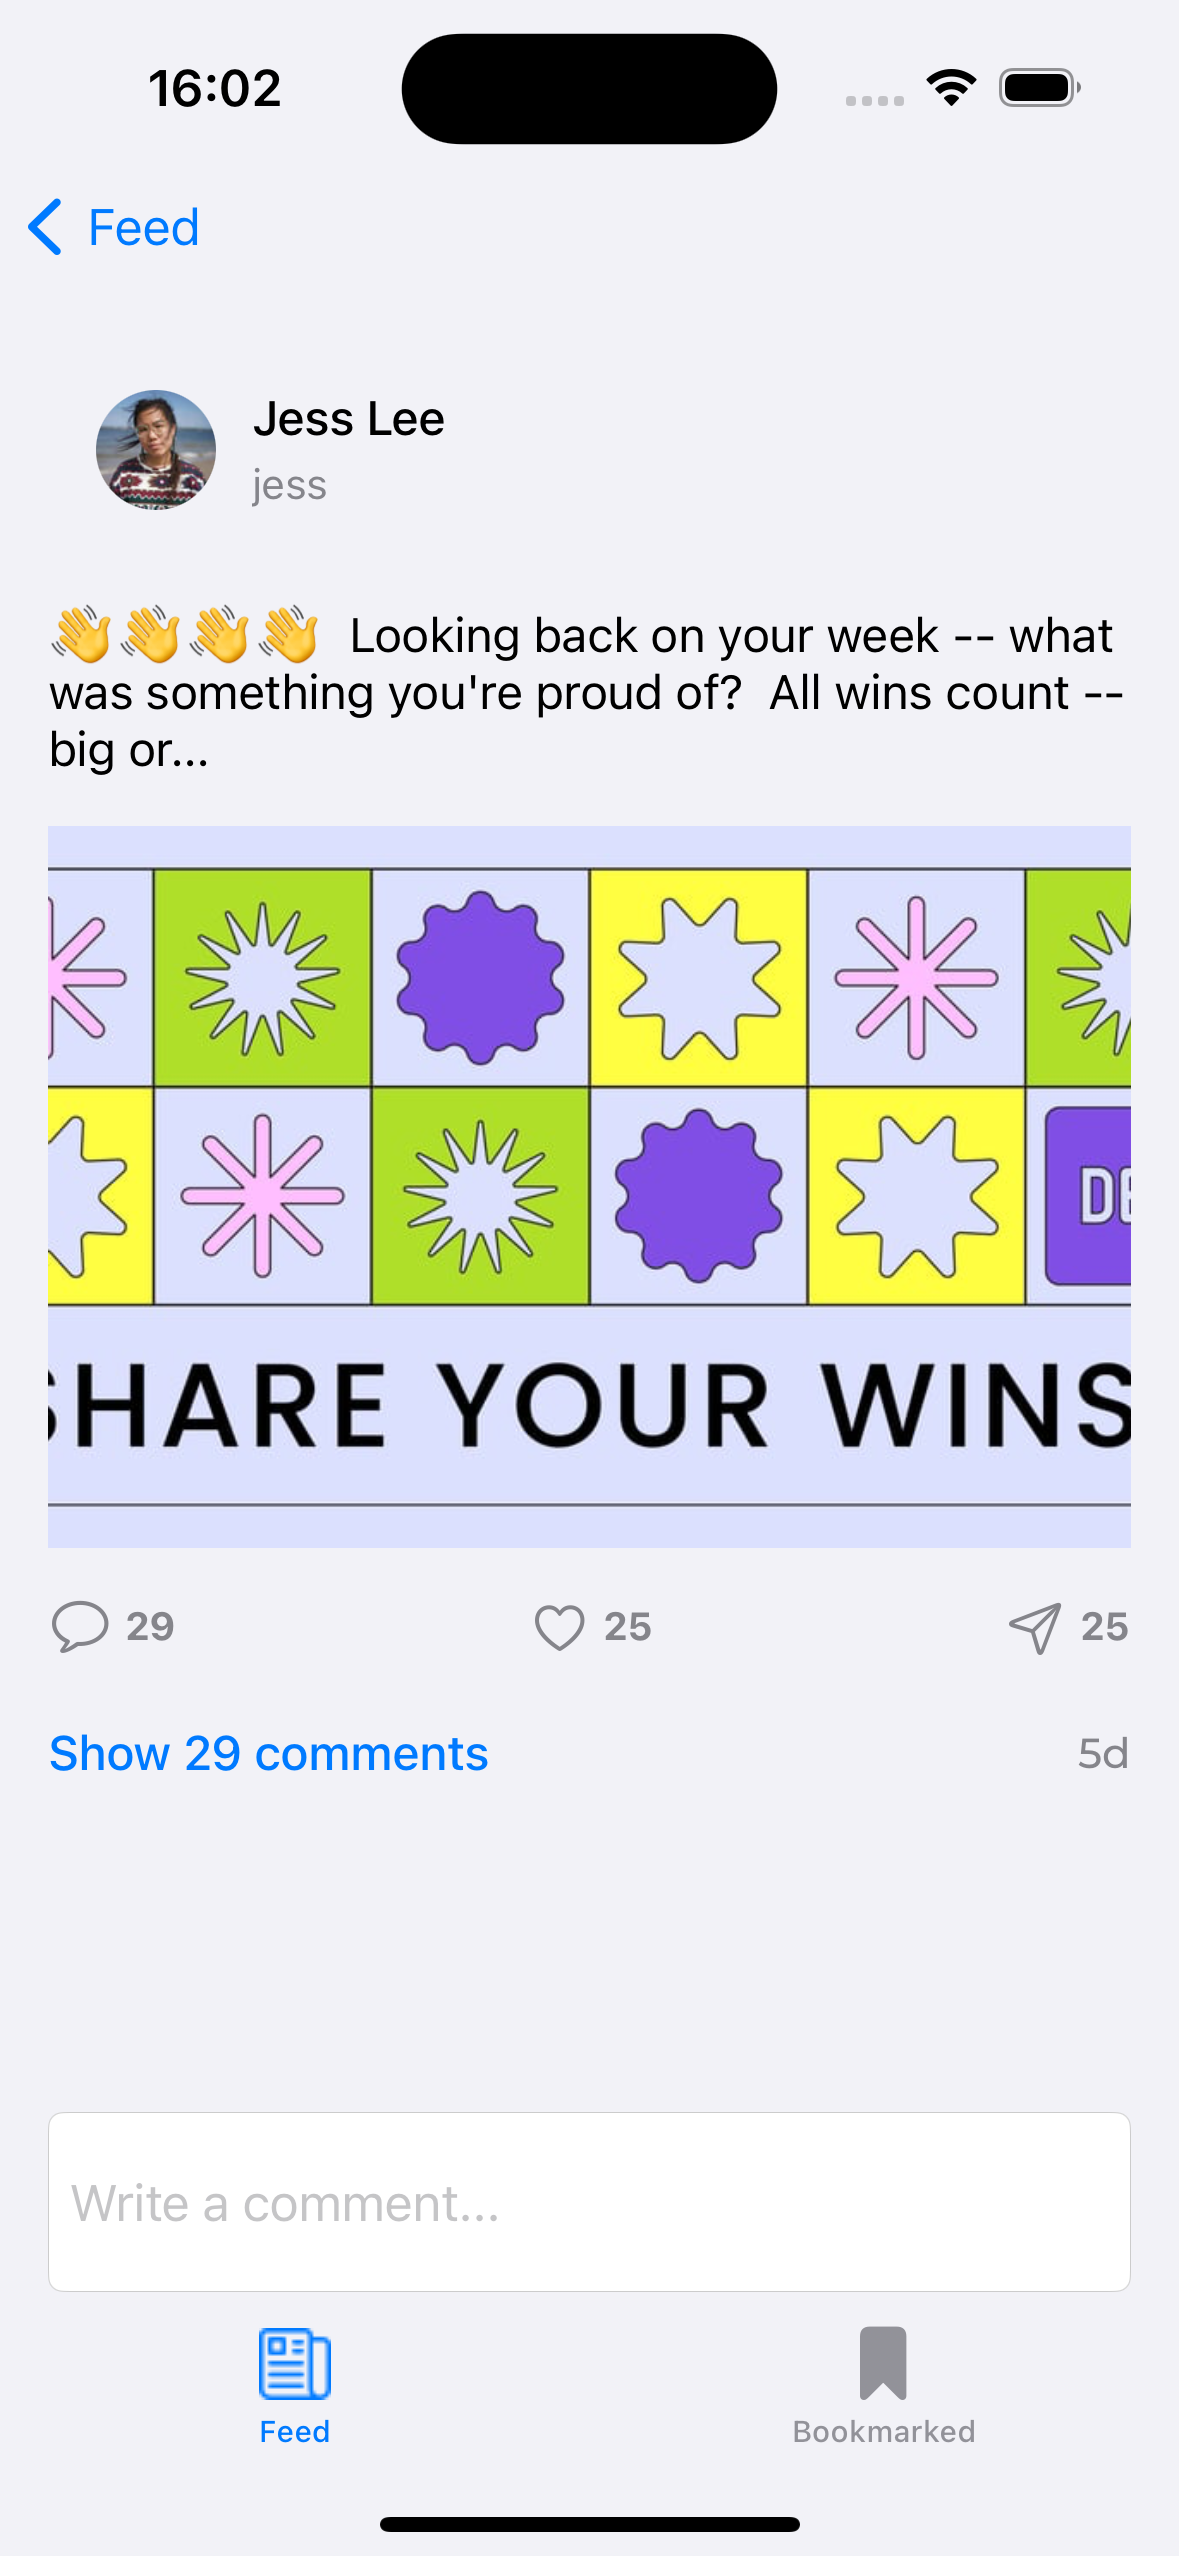 16:02
Feed
Jess Lee
jess
👋👋👋👋 Looking back on your week -- what
was something you're proud of? All wins count --
big or...
DE
SHARE YOUR WINS
29 25 25
Show 29 comments 5d
Write a comment...
Feed Bookmarked